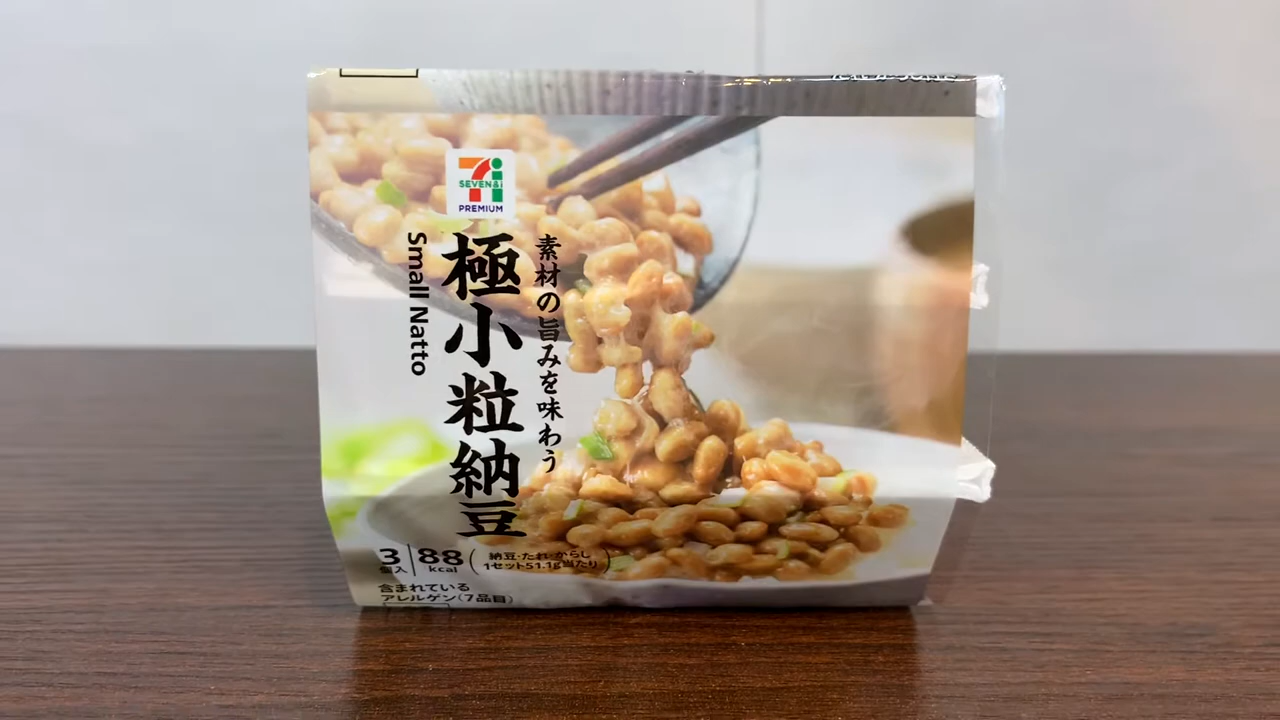 SEVEN&i
PREMIUM
素材の旨みを味わう
極小粒納豆
Small Natto
3個入
88kcal
(納豆・たれ・からし
1セット51.1g当たり)
含まれている
アレルゲン(7品目)